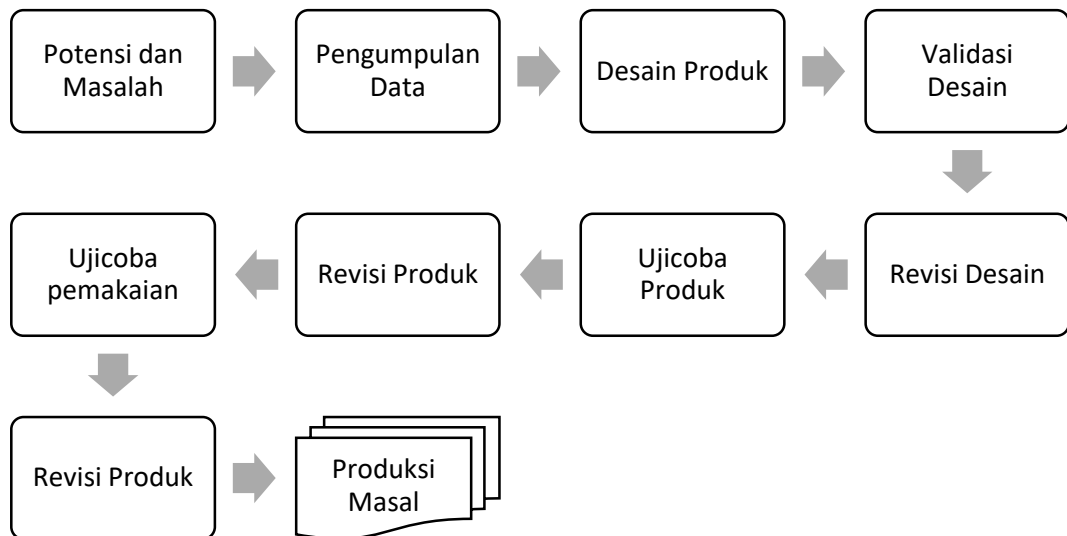 Potensi dan
Masalah
Pengumpulan
Data
Desain Produk
Validasi
Desain
Revisi Desain
Ujicoba
Produk
Revisi Produk
Ujicoba
pemakaian
Revisi Produk
Produksi
Masal